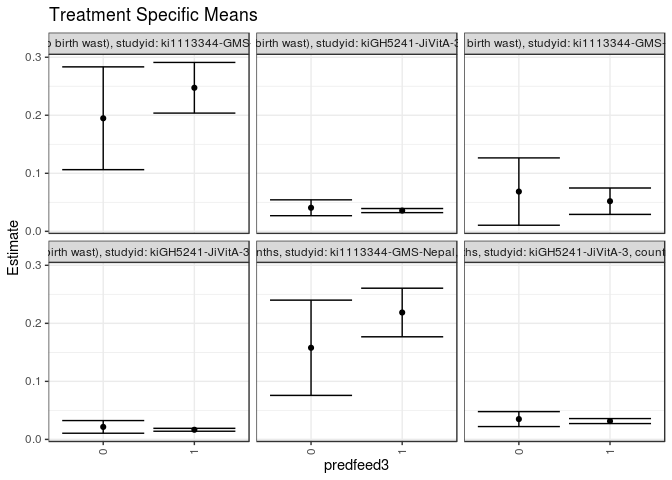 Treatment Specific Means
birth wast), studyid: ki1113344-GMS
birth wast), studyid: kiGH5241-JiVitA-3
birth wast), studyid: ki1113344-GMS-
0.3
0.2
0.1
0.0
Estimate
birth wast), studyid: kiGH5241-JiVitA-3
nths, studyid: ki1113344-GMS-Nepal,
hs, studyid: kiGH5241-JiVitA-3, count
0.3
0.2
0.1
0.0
0
1
0
1
0
1
predfeed3